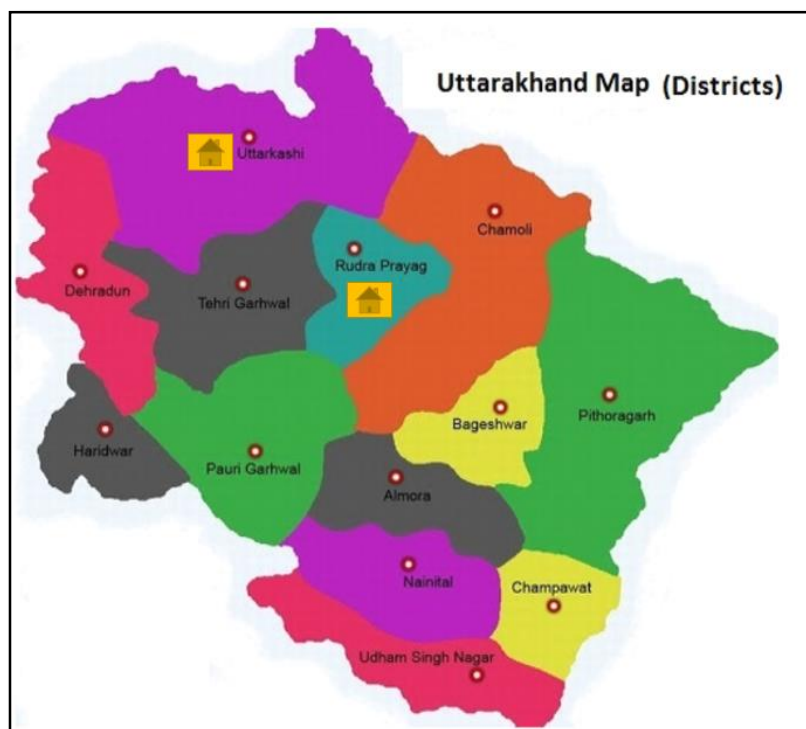 Uttarakhand Map (Districts)
Uttarkashi
Chamoli
Rudra Prayag
Dehradun
Tehri Garhwal
Pithoragarh
Bageshwar
Haridwar
Pauri Garhwal
Almora
Nainital
Champawat
Udham Singh Nagar